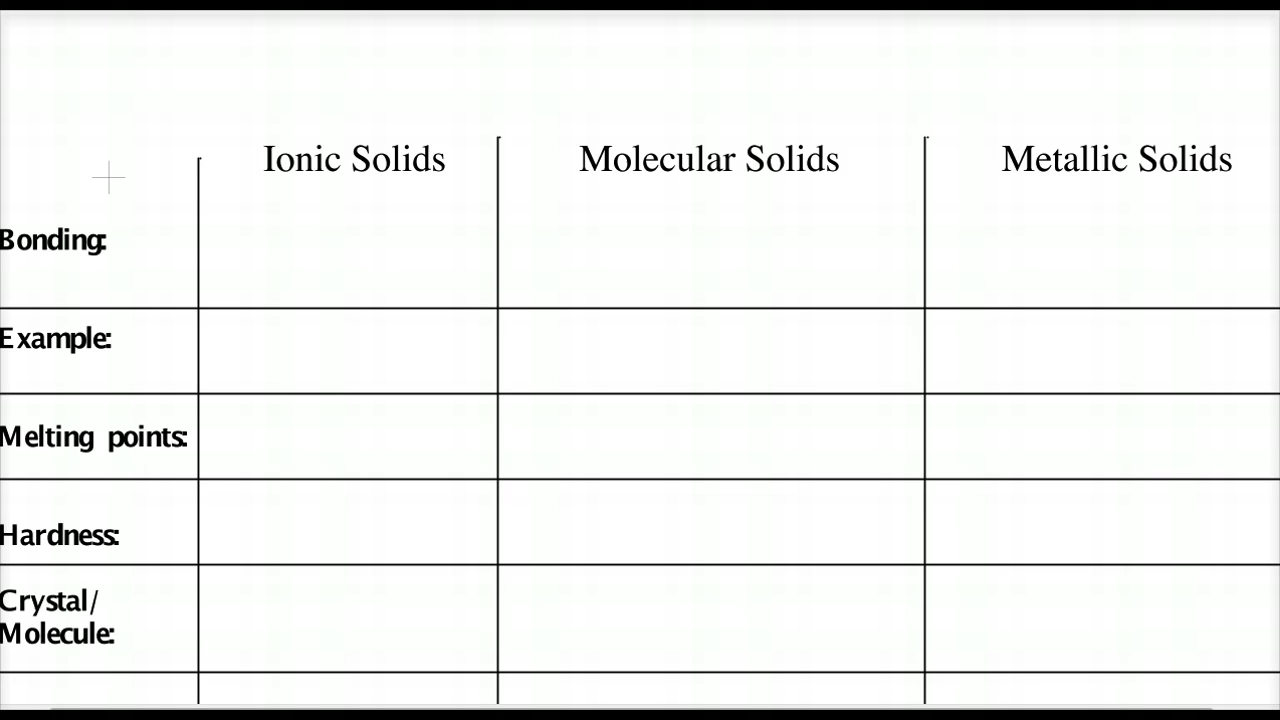 Ionic Solids Molecular Solids Metallic Solids
Bonding:
Example:
Melting points:
Hardness:
Crystal/
Molecule: